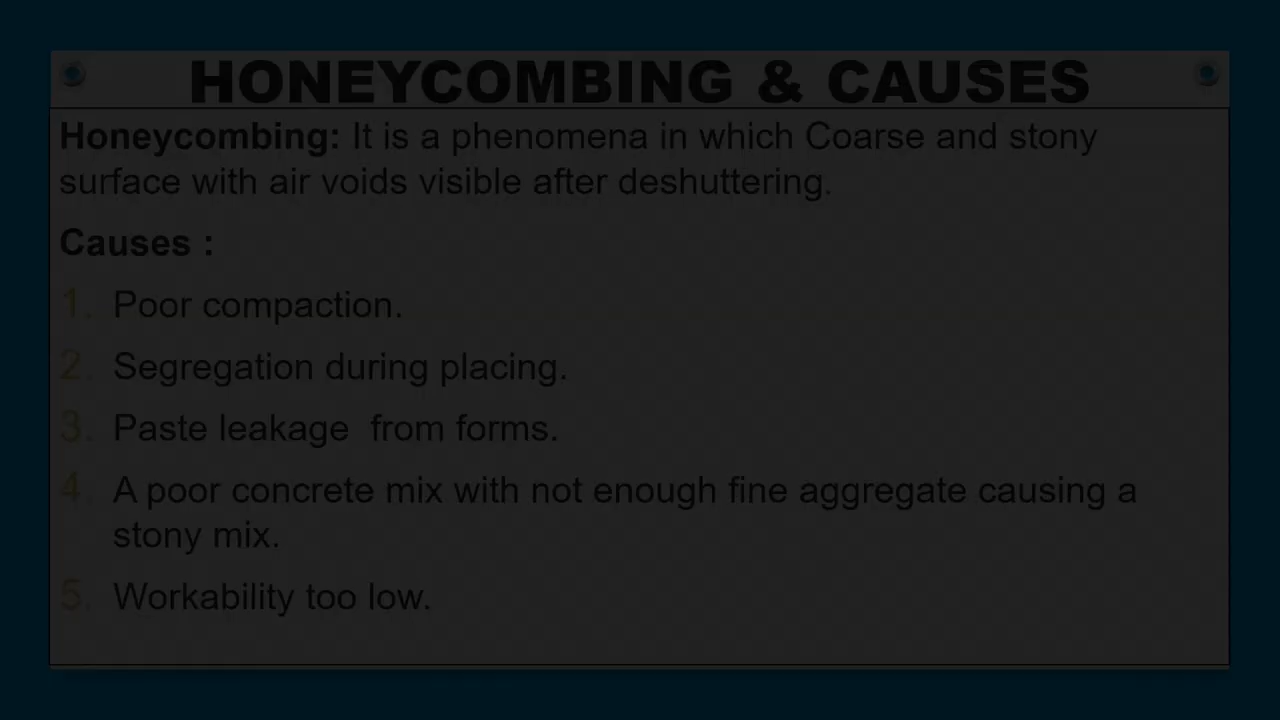 HONEYCOMBING & CAUSES
Honeycombing: It is a phenomena in which Coarse and stony
surface with air voids visible after deshuttering.
Causes :
1. Poor compaction.
2. Segregation during placing.
3. Paste leakage  from forms.
4. A poor concrete mix with not enough fine aggregate causing a
stony mix.
5. Workability too low.